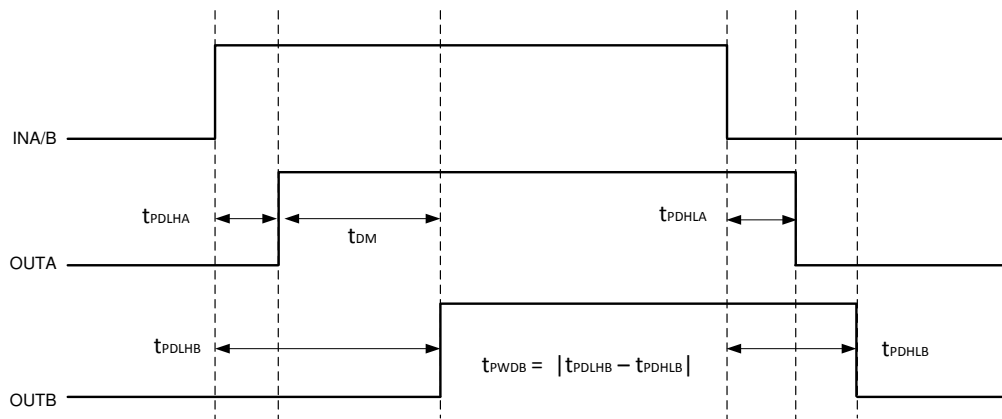 INA/B
tPDLHA
tDM
tPDHLA
OUTA
tPDLHB
tPWDB = |tPDLHB – tPDHLB|
tPDHLB
OUTB